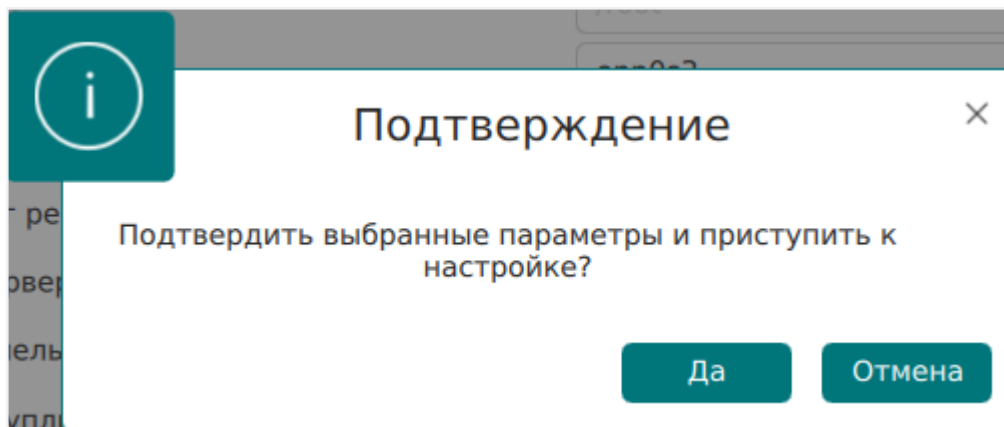 Подтверждение
Подтвердить выбранные параметры и приступить к
настройке?
Да
Отмена